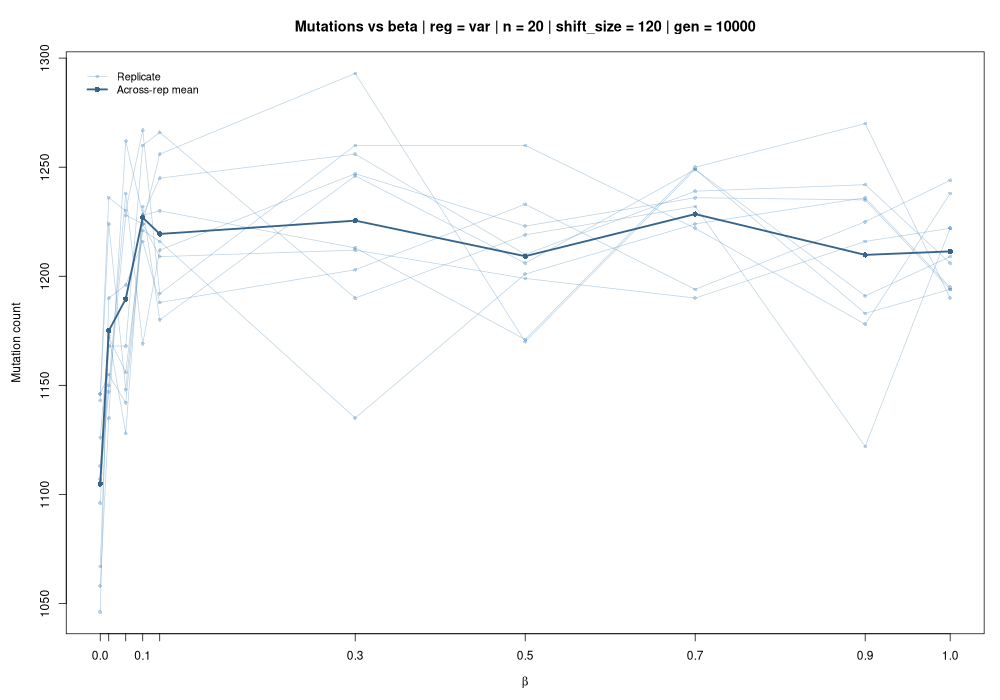 Mutations vs beta | reg = var | n = 20 | shift_size = 120 | gen = 10000
1300
Replicate
Across-rep mean
1250
1200
Mutation count
1150
1100
1050
0.0 0.1 0.3 0.5 0.7 0.9 1.0
β